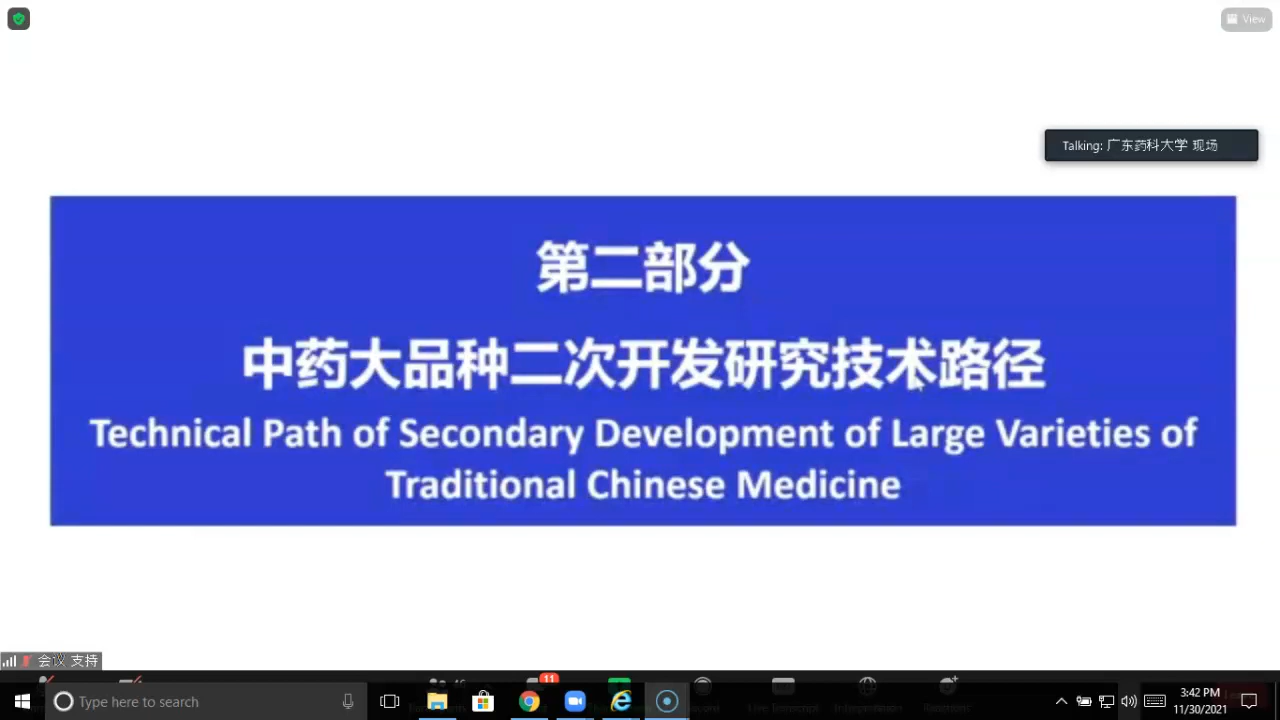 View
Talking: 广东药科大学 现场
第二部分
中药大品种二次开发研究技术路径
Technical Path of Secondary Development of Large Varieties of
Traditional Chinese Medicine
会议 支持
46
11
Live Transcript
Interpretation
Reactions
Type here to search
3:42 PM
11/30/2021